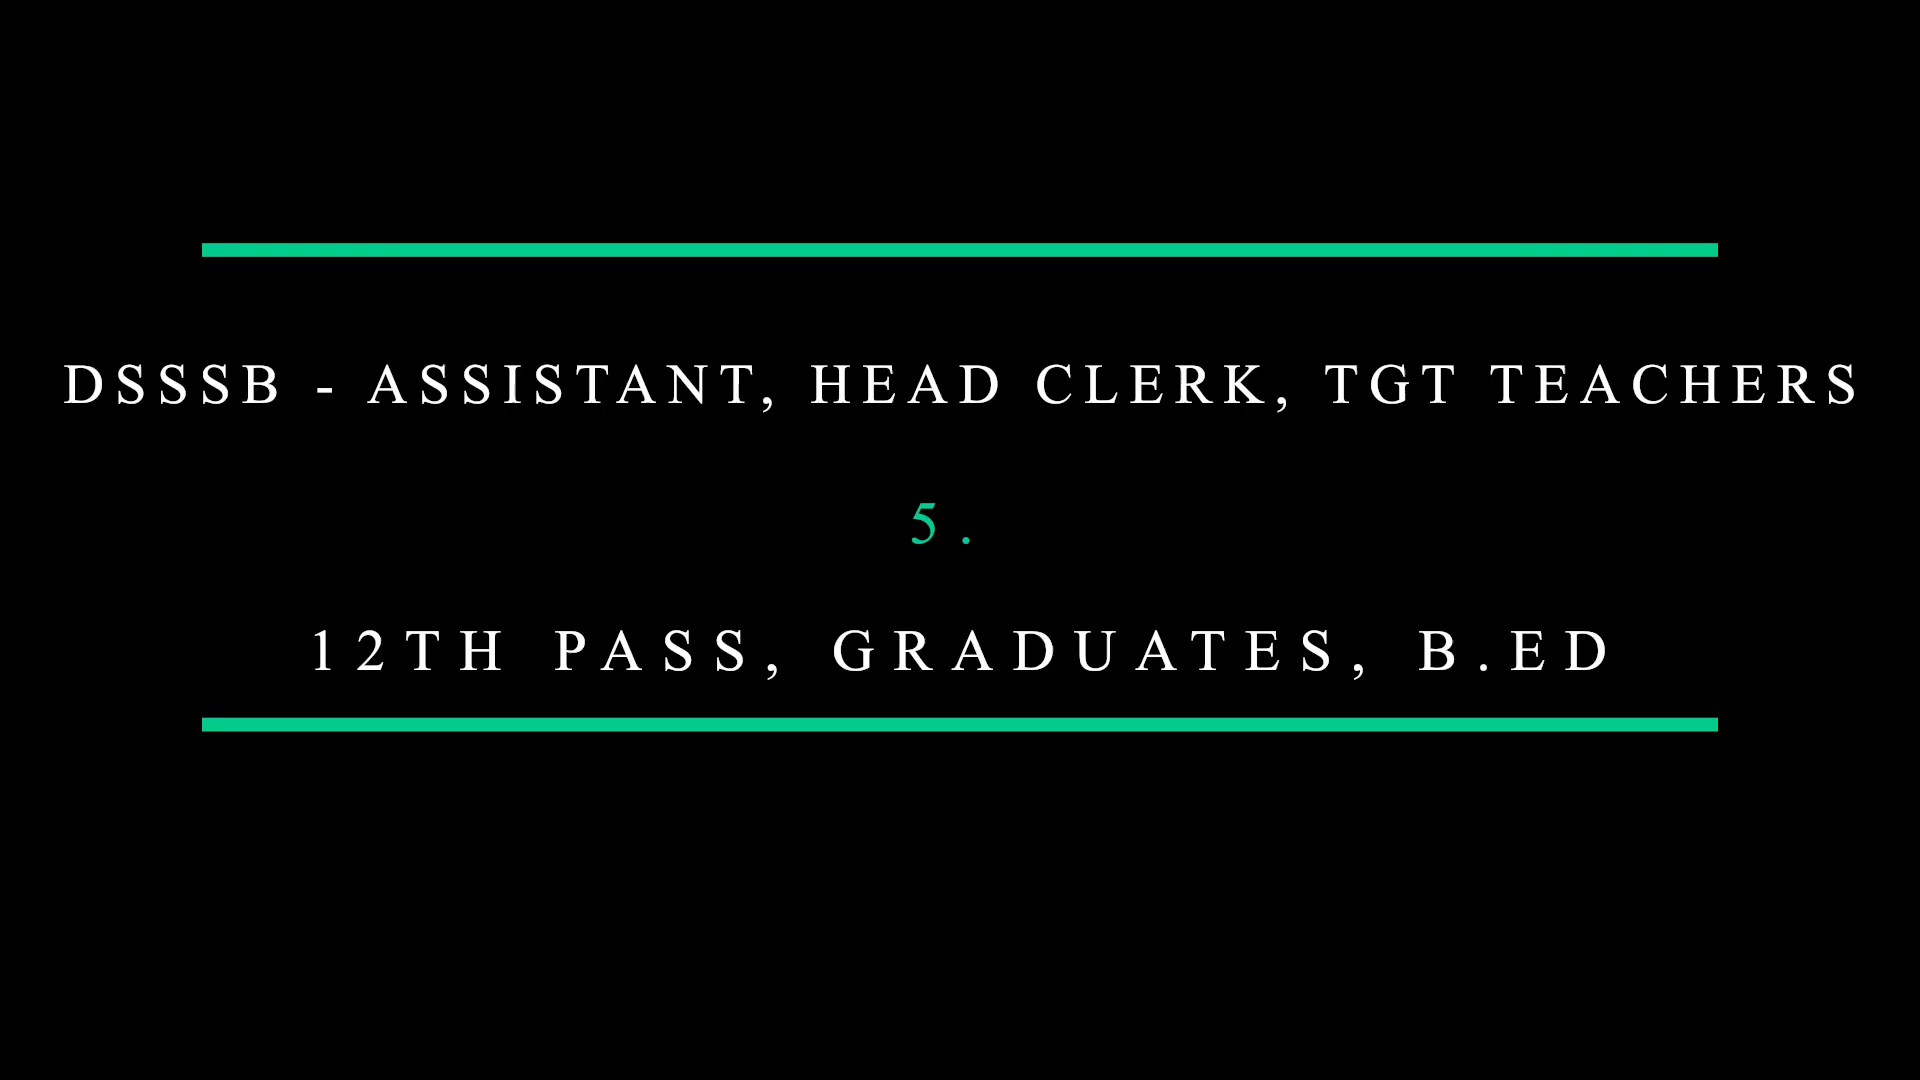 DSSSB - ASSISTANT, HEAD CLERK, TGT TEACHERS
5.
12TH PASS, GRADUATES, B.ED